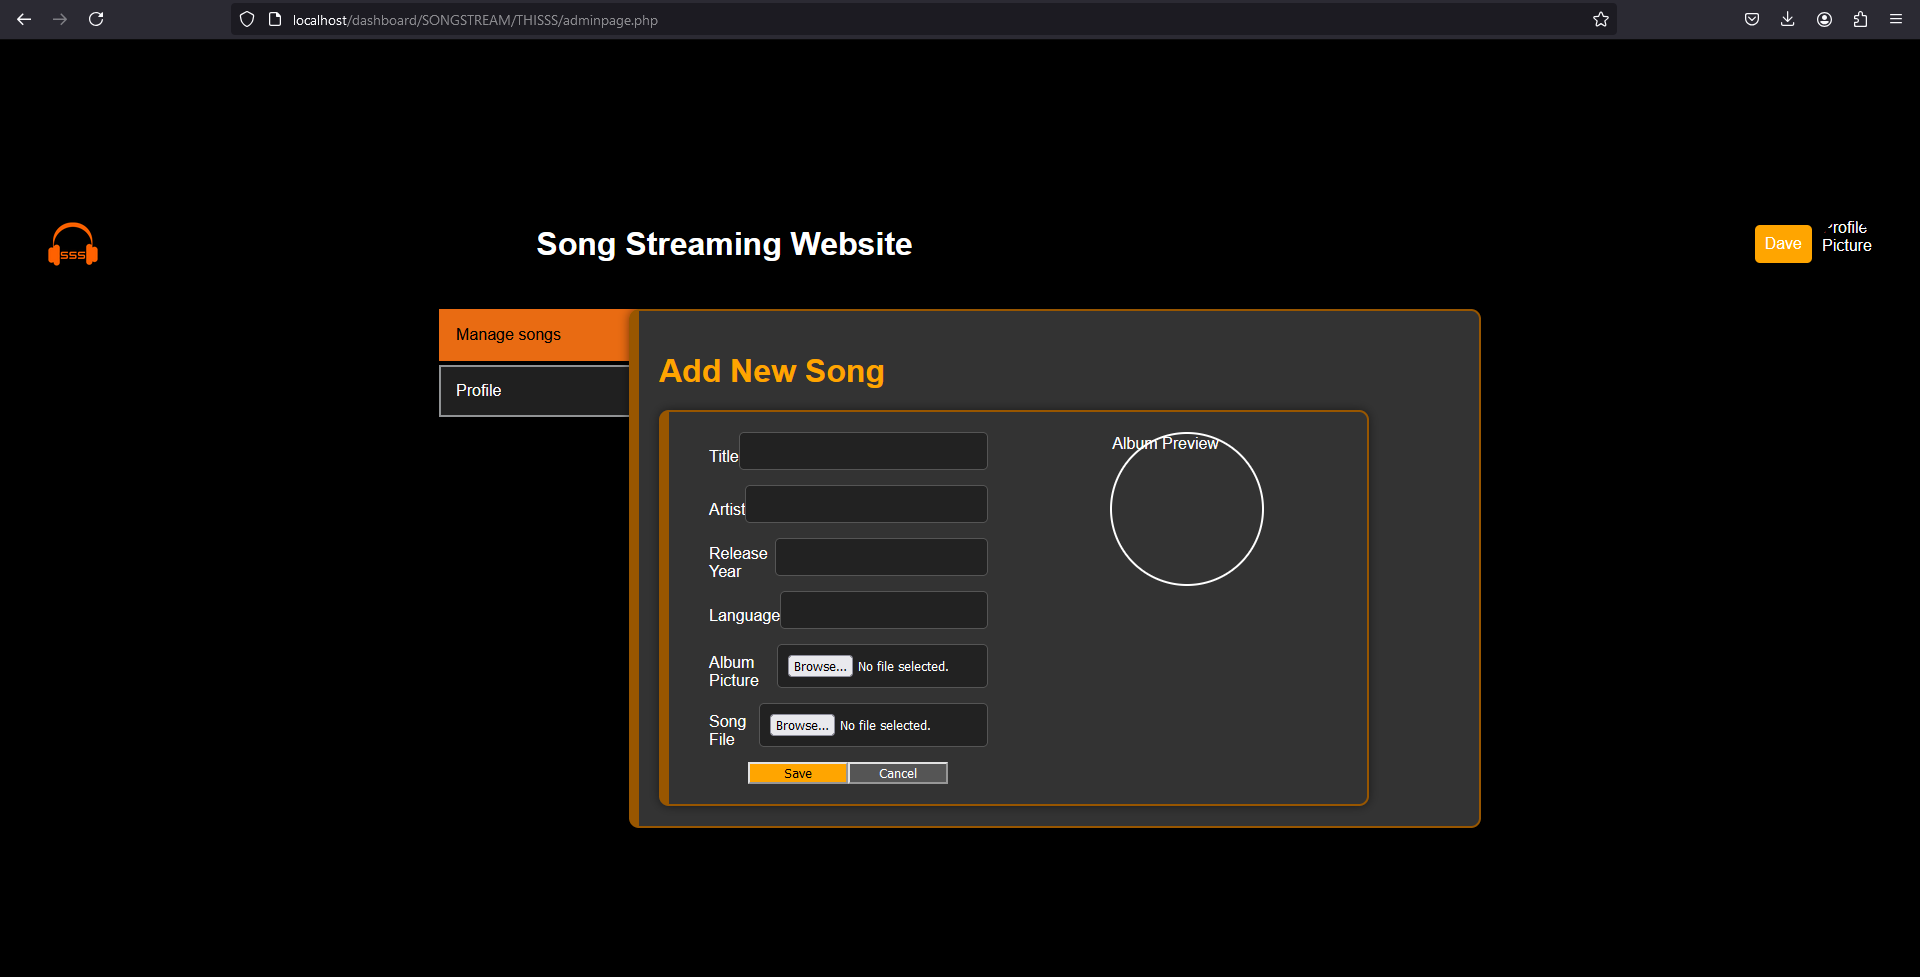 localhost/dashboard/SONGSTREAM/THISSS/adminpage.php
SSS
Song Streaming Website
Dave
Profile
Picture
Manage songs
Profile
Add New Song
Title
Artist
Release
Year
Language
Album
Picture
Browse... No file selected.
Song
File
Browse... No file selected.
Save
Cancel
Album Preview